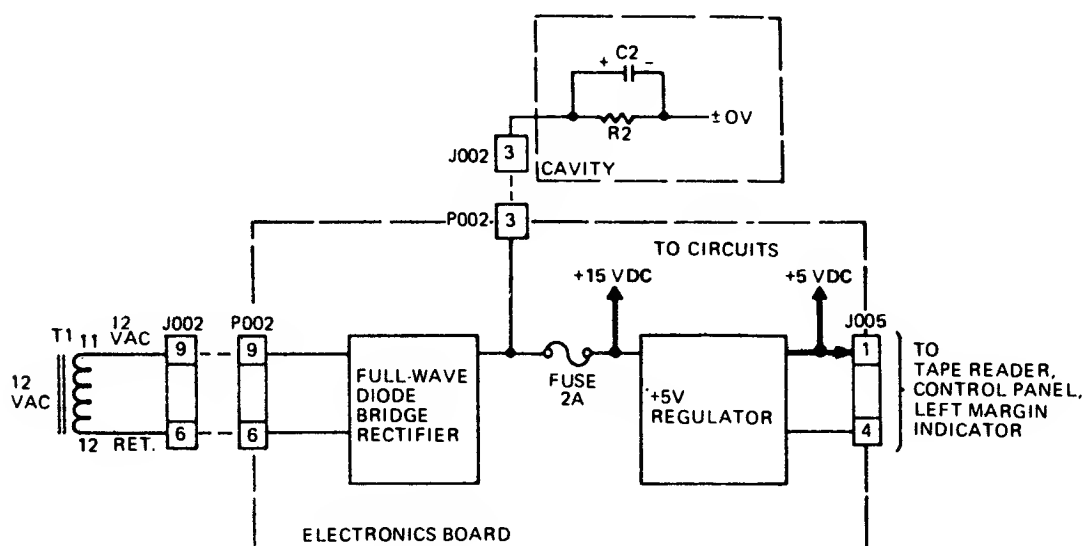 + C2 -
±0V
R2
J002 3
CAVITY
P002 3
TO CIRCUITS
+15 VDC
+5 VDC
T1 11 12 VAC J002 P002
J005
12 VAC
9 9
FULL-WAVE
DIODE
BRIDGE
RECTIFIER
FUSE
2A
+5V
REGULATOR
1
TO
TAPE READER,
CONTROL PANEL,
LEFT MARGIN
INDICATOR
12 RET. 6 6
4
ELECTRONICS BOARD